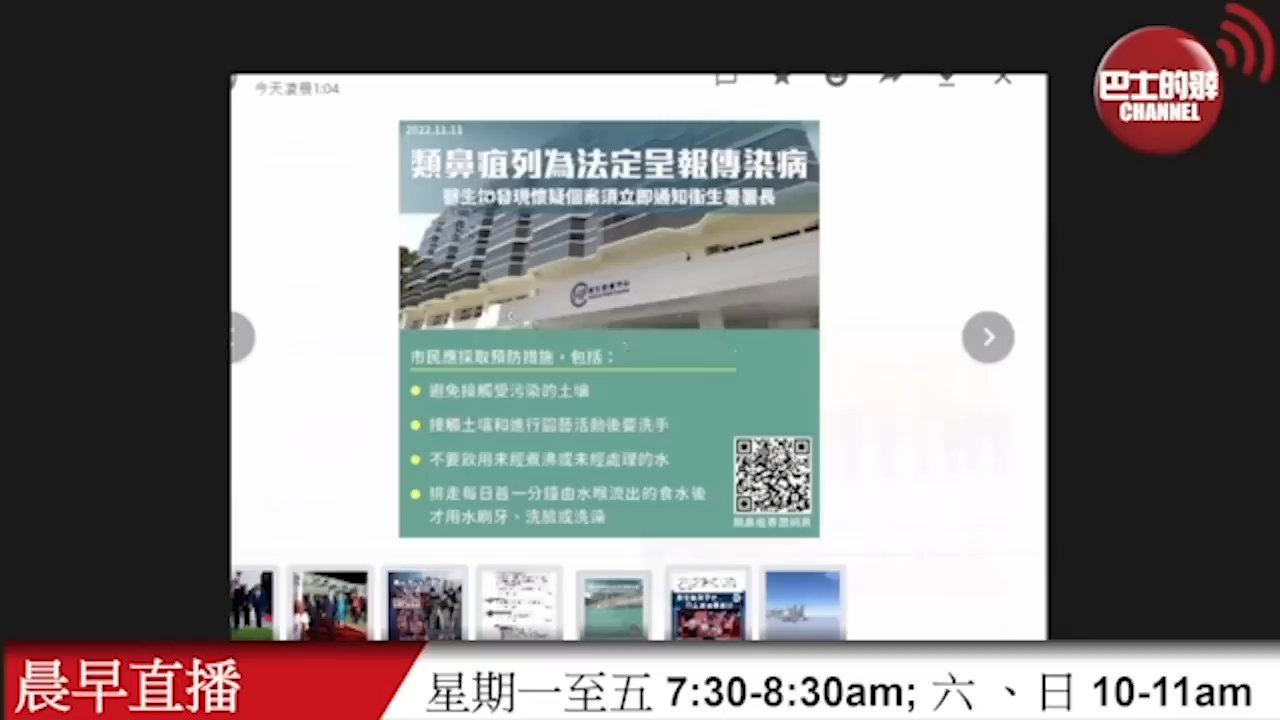 今天凌晨1:04
巴士的報
CHANNEL
2022.11.11
類鼻疽列為法定呈報傳染病
醫生如發現懷疑個案須立即通知衞生署署長
市民應採取預防措施，包括：
避免接觸受污染的土壤
接觸土壤和進行園藝活動後要洗手
不要飲用未經煮沸或未經處理的水
排走每日首一分鐘由水喉流出的食水後
才用水刷牙、洗臉或洗澡
類鼻疽專題網頁
晨早直播
星期一至五 7:30-8:30am; 六、日 10-11am